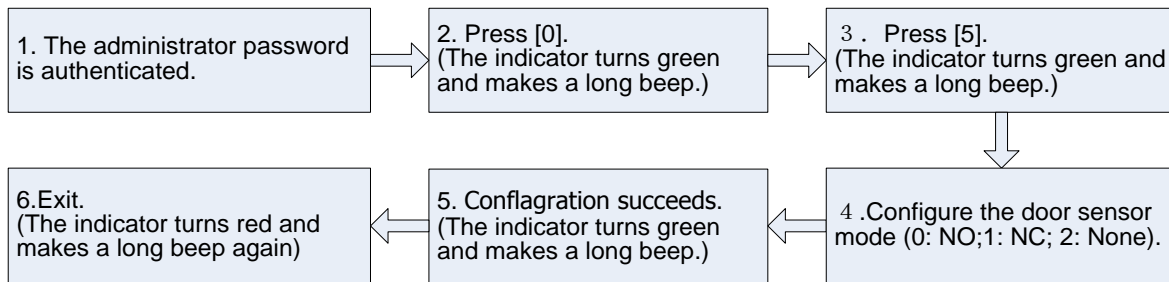 1. The administrator password
is authenticated.
2. Press [0].
(The indicator turns green
and makes a long beep.)
3． Press [5].
(The indicator turns green and
makes a long beep.)
4 .Configure the door sensor
mode (0: NO;1: NC; 2: None).
5. Conflagration succeeds.
(The indicator turns green
and makes a long beep.)
6.Exit.
(The indicator turns red and
makes a long beep again)